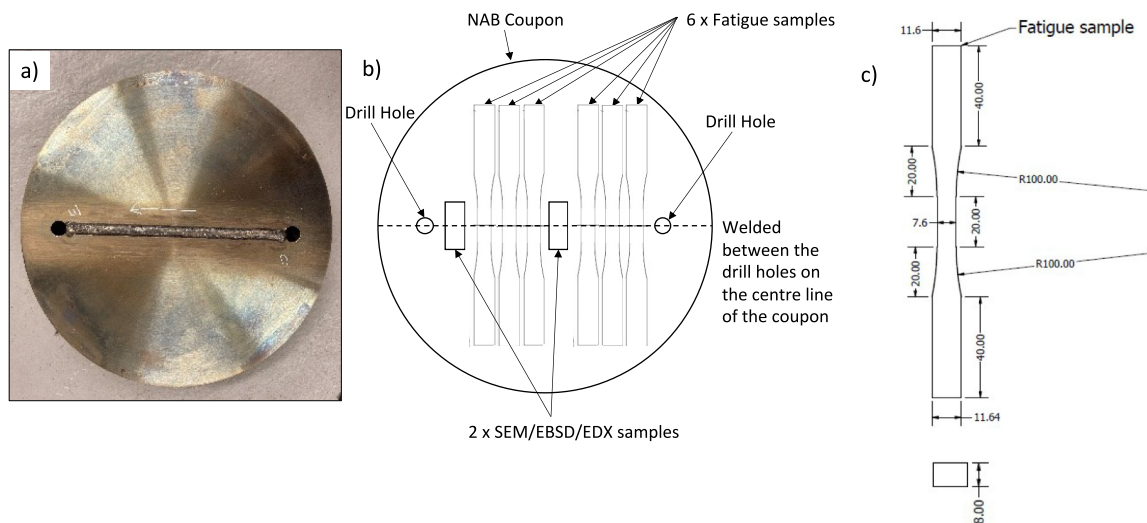 a)
b)
NAB Coupon
6 x Fatigue samples
Drill Hole
Drill Hole
Welded
between the
drill holes on
the centre line
of the coupon
2 x SEM/EBSD/EDX samples
c)
11.6
Fatigue sample
40.00
20.00
R100.00
7.6
20.00
20.00
R100.00
40.00
11.64
8.00